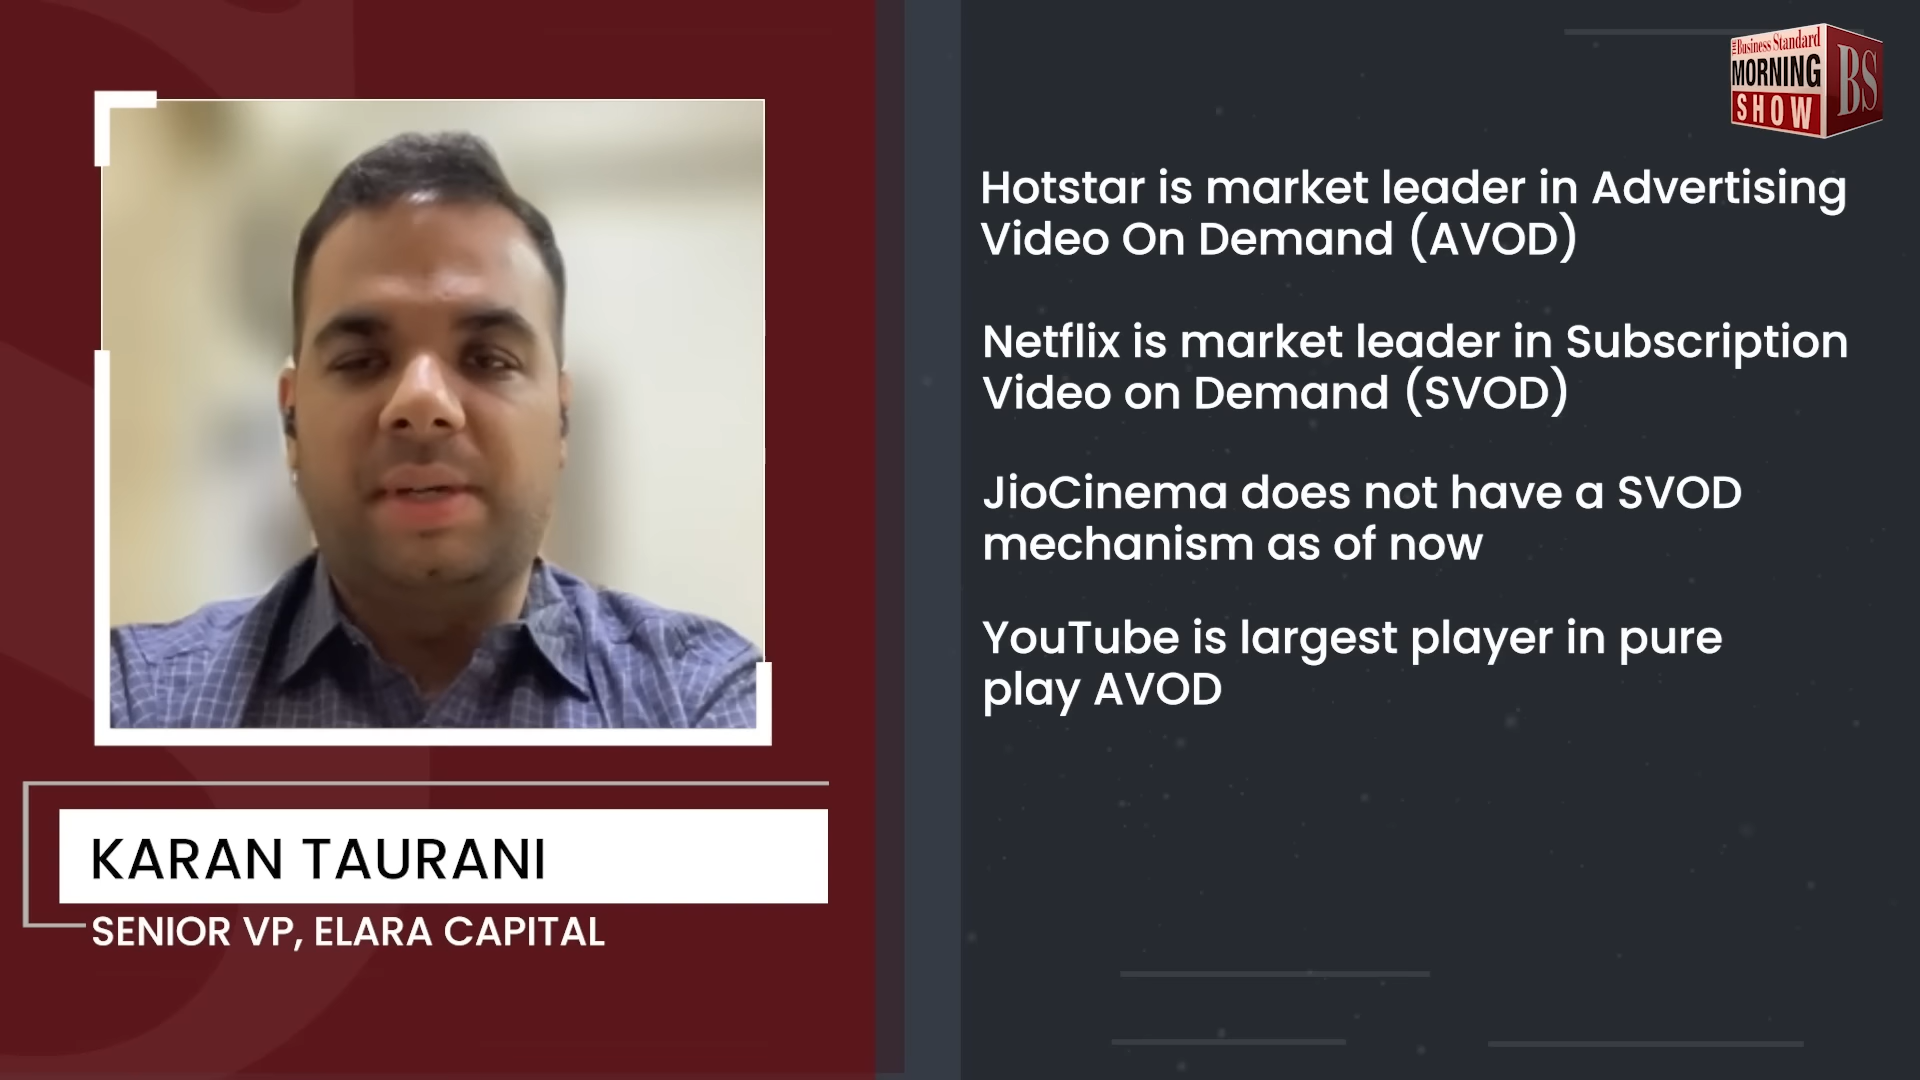 THE Business Standard
MORNING
SHOW
BS
Hotstar is market leader in Advertising
Video On Demand (AVOD)
Netflix is market leader in Subscription
Video on Demand (SVOD)
JioCinema does not have a SVOD
mechanism as of now
YouTube is largest player in pure
play AVOD
KARAN TAURANI
SENIOR VP, ELARA CAPITAL